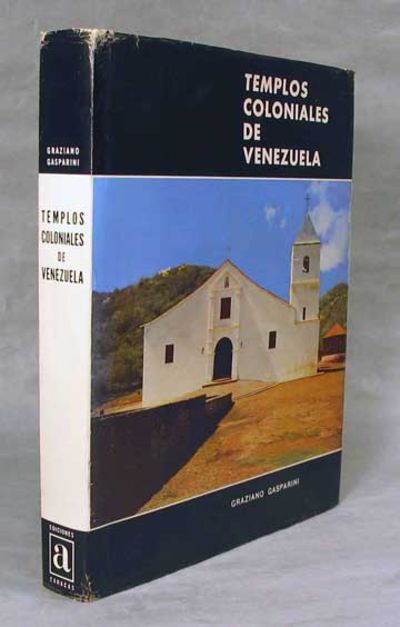 GRAZIANO
GASPARINI
TEMPLOS
COLONIALES
DE
VENEZUELA
EDICIONES
a
CARACAS
TEMPLOS
COLONIALES
DE
VENEZUELA
GRAZIANO GASPARINI